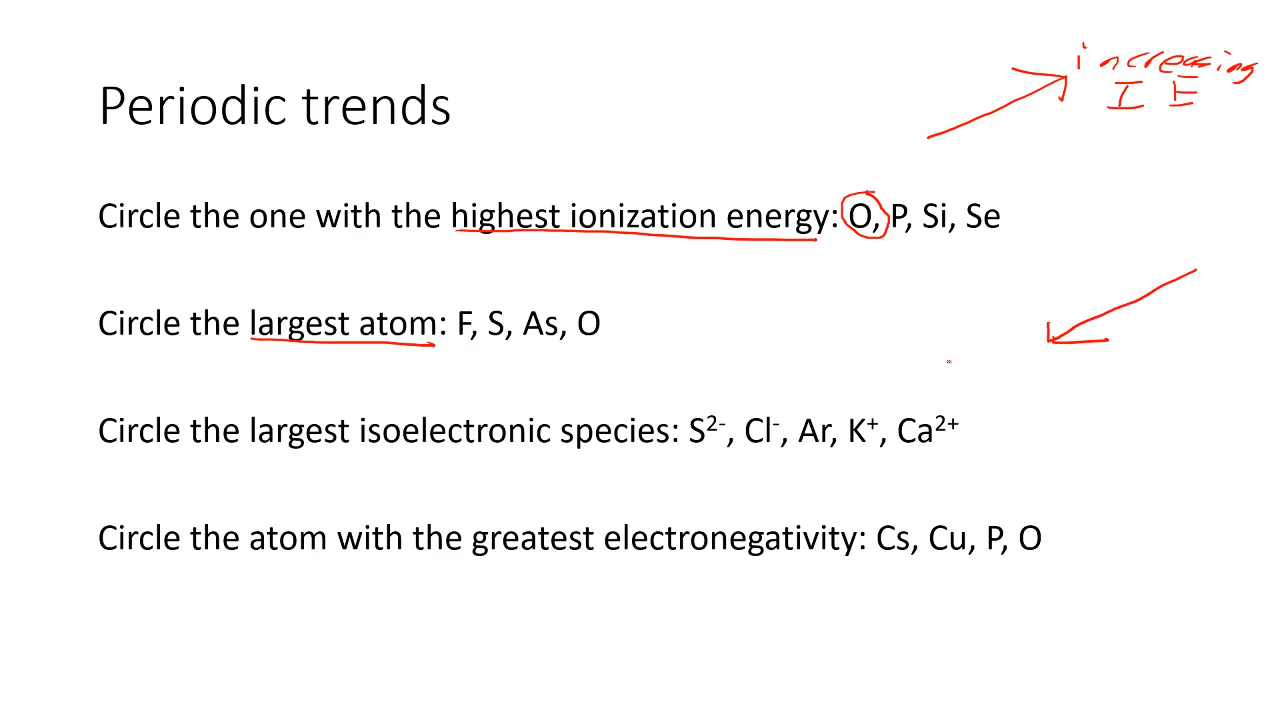 increasing
I E
Periodic trends
Circle the one with the highest ionization energy: O, P, Si, Se
Circle the largest atom: F, S, As, O
Circle the largest isoelectronic species: S²⁻, Cl⁻, Ar, K⁺, Ca²⁺
Circle the atom with the greatest electronegativity: Cs, Cu, P, O